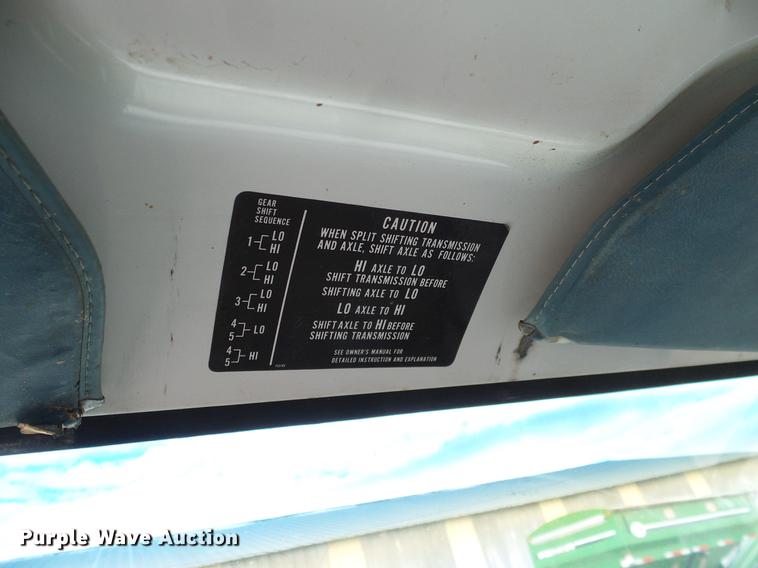 GEAR
SHIFT
SEQUENCE
1 LO
HI
2 LO
HI
3 LO
HI
4
5 LO
4
5 HI
CAUTION
WHEN SPLIT SHIFTING TRANSMISSION
AND AXLE, SHIFT AXLE AS FOLLOWS:
HI AXLE TO LO
SHIFT TRANSMISSION BEFORE
SHIFTING AXLE TO LO
LO AXLE TO HI
SHIFT AXLE TO HI BEFORE
SHIFTING TRANSMISSION
SEE OWNER'S MANUAL FOR
DETAILED INSTRUCTION AND EXPLANATION
Purple Wave Auction